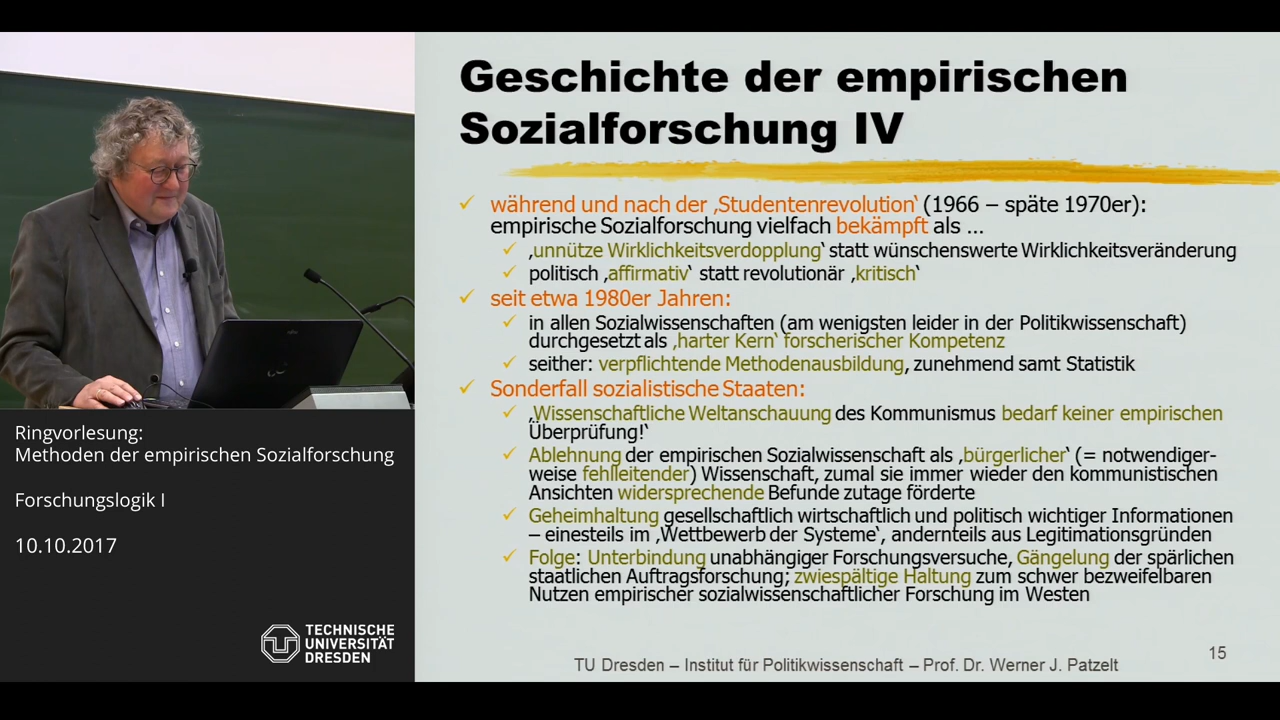 Geschichte der empirischen
Sozialforschung IV
während und nach der ‚Studentenrevolution‘ (1966 – späte 1970er):
empirische Sozialforschung vielfach bekämpft als ...
‚unnütze Wirklichkeitsverdopplung‘ statt wünschenswerte Wirklichkeitsveränderung
politisch ‚affirmativ‘ statt revolutionär ‚kritisch‘
seit etwa 1980er Jahren:
in allen Sozialwissenschaften (am wenigsten leider in der Politikwissenschaft)
durchgesetzt als ‚harter Kern‘ forscherischer Kompetenz
seither: verpflichtende Methodenausbildung, zunehmend samt Statistik
Sonderfall sozialistische Staaten:
‚Wissenschaftliche Weltanschauung des Kommunismus bedarf keiner empirischen
Überprüfung!‘
Ablehnung der empirischen Sozialwissenschaft als ‚bürgerlicher‘ (= notwendiger-
weise fehlleitender) Wissenschaft, zumal sie immer wieder den kommunistischen
Ansichten widersprechende Befunde zutage förderte
Geheimhaltung gesellschaftlich wirtschaftlich und politisch wichtiger Informationen
– einesteils im ‚Wettbewerb der Systeme‘, andernteils aus Legitimationsgründen
Folge: Unterbindung unabhängiger Forschungsversuche, Gängelung der spärlichen
staatlichen Auftragsforschung; zwiespältige Haltung zum schwer bezweifelbaren
Nutzen empirischer sozialwissenschaftlicher Forschung im Westen
15
TU Dresden – Institut für Politikwissenschaft – Prof. Dr. Werner J. Patzelt
Ringvorlesung:
Methoden der empirischen Sozialforschung
Forschungslogik I
10.10.2017
TECHNISCHE
UNIVERSITÄT
DRESDEN